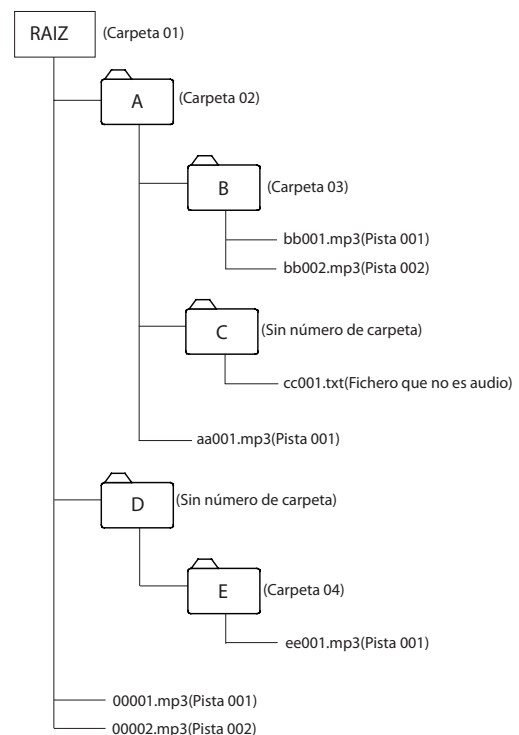 RAIZ (Carpeta 01)
A (Carpeta 02)
B (Carpeta 03)
bb001.mp3(Pista 001)
bb002.mp3(Pista 002)
C (Sin número de carpeta)
cc001.txt(Fichero que no es audio)
aa001.mp3(Pista 001)
D (Sin número de carpeta)
E (Carpeta 04)
ee001.mp3(Pista 001)
00001.mp3(Pista 001)
00002.mp3(Pista 002)